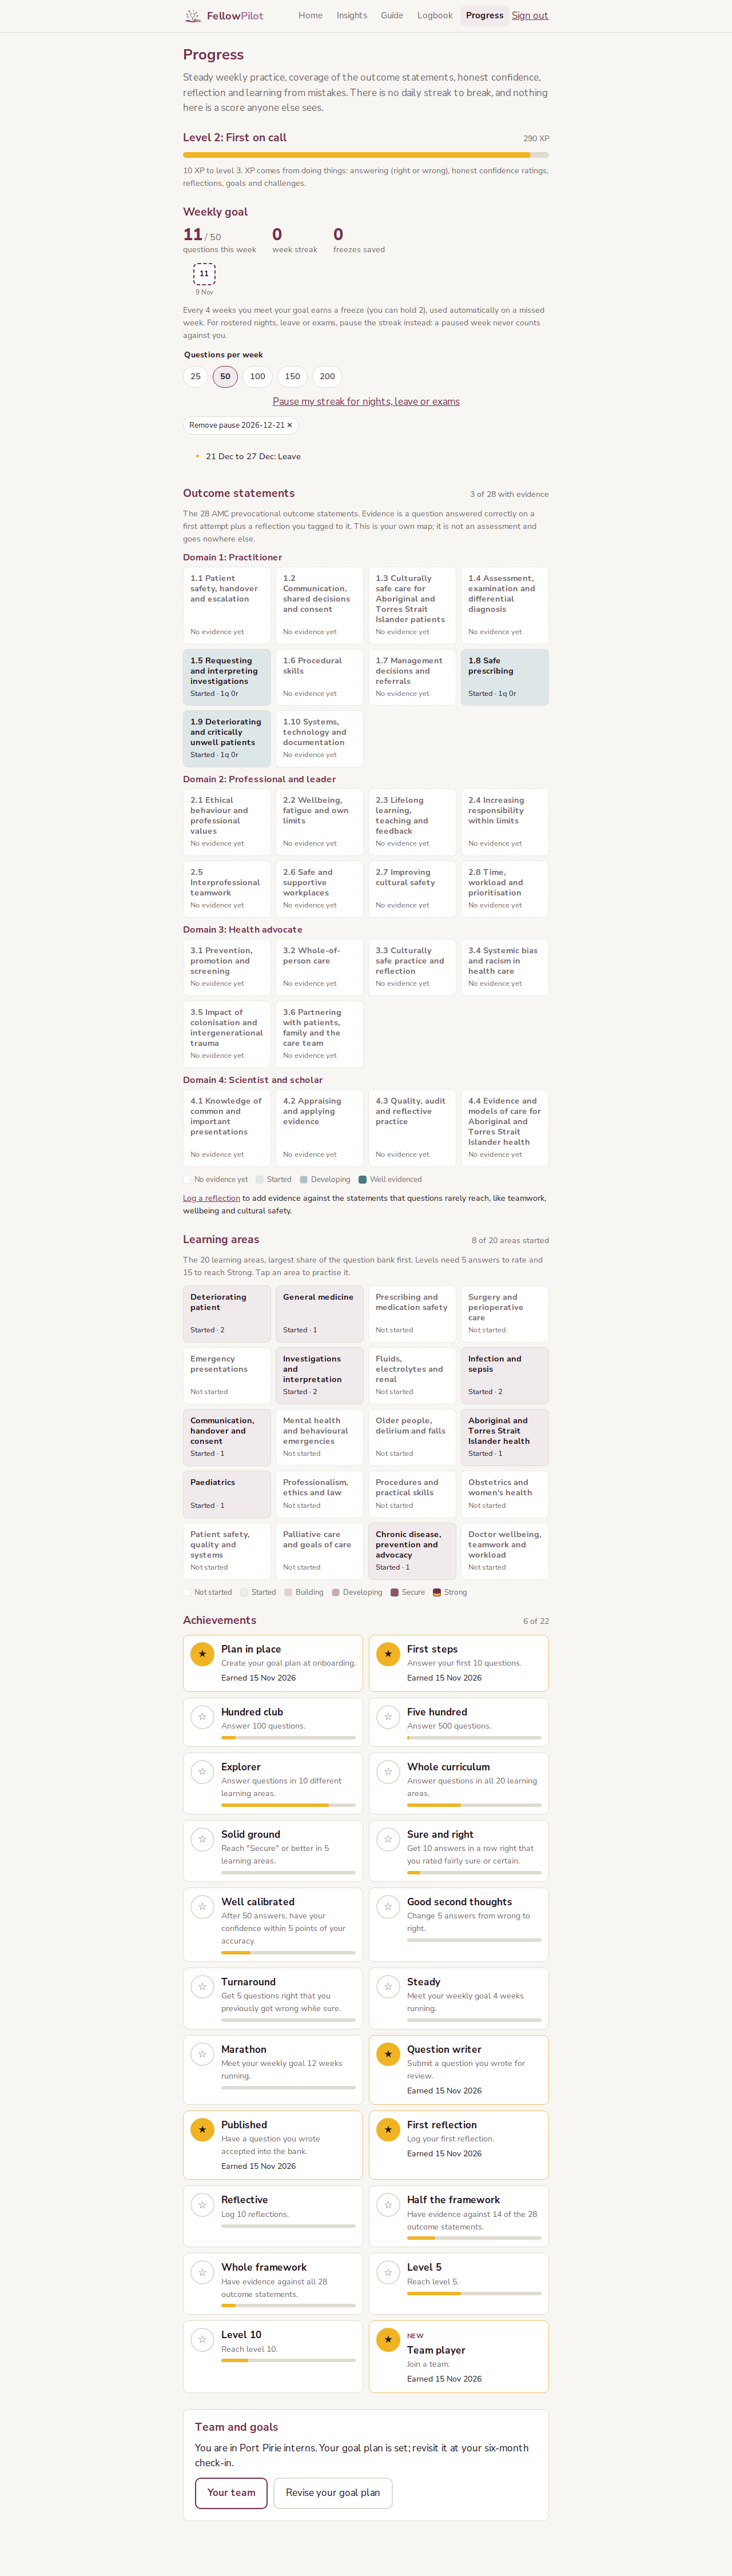 FellowPilot
Home Insights Guide Logbook Progress Sign out
Progress
Steady weekly practice, coverage of the outcome statements, honest confidence,
reflection and learning from mistakes. There is no daily streak to break, and nothing
here is a score anyone else sees.
Level 2: First on call 290 XP
10 XP to level 3. XP comes from doing things: answering (right or wrong), honest confidence ratings,
reflections, goals and challenges.
Weekly goal
11 / 50 0 0
questions this week week streak freezes saved
11
9 Nov
Every 4 weeks you meet your goal earns a freeze (you can hold 2), used automatically on a missed
week. For rostered nights, leave or exams, pause the streak instead: a paused week never counts
against you.
Questions per week
25 50 100 150 200
Pause my streak for nights, leave or exams
Remove pause 2026-12-21 ✕
21 Dec to 27 Dec: Leave
Outcome statements 3 of 28 with evidence
The 28 AMC prevocational outcome statements. Evidence is a question answered correctly on a
first attempt plus a reflection you tagged to it. This is your own map; it is not an assessment and
goes nowhere else.
Domain 1: Practitioner
1.1 Patient
safety, handover
and escalation
No evidence yet
1.2
Communication,
shared decisions
and consent
No evidence yet
1.3 Culturally
safe care for
Aboriginal and
Torres Strait
Islander patients
No evidence yet
1.4 Assessment,
examination and
differential
diagnosis
No evidence yet
1.5 Requesting
and interpreting
investigations
Started · 1q 0r
1.6 Procedural
skills
No evidence yet
1.7 Management
decisions and
referrals
No evidence yet
1.8 Safe
prescribing
Started · 1q 0r
1.9 Deteriorating
and critically
unwell patients
Started · 1q 0r
1.10 Systems,
technology and
documentation
No evidence yet
Domain 2: Professional and leader
2.1 Ethical
behaviour and
professional
values
No evidence yet
2.2 Wellbeing,
fatigue and own
limits
No evidence yet
2.3 Lifelong
learning,
teaching and
feedback
No evidence yet
2.4 Increasing
responsibility
within limits
No evidence yet
2.5
Interprofessional
teamwork
No evidence yet
2.6 Safe and
supportive
workplaces
No evidence yet
2.7 Improving
cultural safety
No evidence yet
2.8 Time,
workload and
prioritisation
No evidence yet
Domain 3: Health advocate
3.1 Prevention,
promotion and
screening
No evidence yet
3.2 Whole-of-
person care
No evidence yet
3.3 Culturally
safe practice and
reflection
No evidence yet
3.4 Systemic bias
and racism in
health care
No evidence yet
3.5 Impact of
colonisation and
intergenerational
trauma
No evidence yet
3.6 Partnering
with patients,
family and the
care team
No evidence yet
Domain 4: Scientist and scholar
4.1 Knowledge of
common and
important
presentations
No evidence yet
4.2 Appraising
and applying
evidence
No evidence yet
4.3 Quality, audit
and reflective
practice
No evidence yet
4.4 Evidence and
models of care for
Aboriginal and
Torres Strait
Islander health
No evidence yet
No evidence yet Started Developing Well evidenced
Log a reflection to add evidence against the statements that questions rarely reach, like teamwork,
wellbeing and cultural safety.
Learning areas 8 of 20 areas started
The 20 learning areas, largest share of the question bank first. Levels need 5 answers to rate and
15 to reach Strong. Tap an area to practise it.
Deteriorating
patient
Started · 2
General medicine
Started · 1
Prescribing and
medication safety
Not started
Surgery and
perioperative
care
Not started
Emergency
presentations
Not started
Investigations
and
interpretation
Started · 2
Fluids,
electrolytes and
renal
Not started
Infection and
sepsis
Started · 2
Communication,
handover and
consent
Started · 1
Mental health
and behavioural
emergencies
Not started
Older people,
delirium and falls
Not started
Aboriginal and
Torres Strait
Islander health
Started · 1
Paediatrics
Started · 1
Professionalism,
ethics and law
Not started
Procedures and
practical skills
Not started
Obstetrics and
women's health
Not started
Patient safety,
quality and
systems
Not started
Palliative care
and goals of care
Not started
Chronic disease,
prevention and
advocacy
Started · 1
Doctor wellbeing,
teamwork and
workload
Not started
Not started Started Building Developing Secure Strong
Achievements 6 of 22
Plan in place
Create your goal plan at onboarding.
Earned 15 Nov 2026
First steps
Answer your first 10 questions.
Earned 15 Nov 2026
Hundred club
Answer 100 questions.
Five hundred
Answer 500 questions.
Explorer
Answer questions in 10 different
learning areas.
Whole curriculum
Answer questions in all 20 learning
areas.
Solid ground
Reach "Secure" or better in 5
learning areas.
Sure and right
Get 10 answers in a row right that
you rated fairly sure or certain.
Well calibrated
After 50 answers, have your
confidence within 5 points of your
accuracy.
Good second thoughts
Change 5 answers from wrong to
right.
Turnaround
Get 5 questions right that you
previously got wrong while sure.
Steady
Meet your weekly goal 4 weeks
running.
Marathon
Meet your weekly goal 12 weeks
running.
Question writer
Submit a question you wrote for
review.
Earned 15 Nov 2026
Published
Have a question you wrote
accepted into the bank.
Earned 15 Nov 2026
First reflection
Log your first reflection.
Earned 15 Nov 2026
Reflective
Log 10 reflections.
Half the framework
Have evidence against 14 of the 28
outcome statements.
Whole framework
Have evidence against all 28
outcome statements.
Level 5
Reach level 5.
Level 10
Reach level 10.
NEW
Team player
Join a team.
Earned 15 Nov 2026
Team and goals
You are in Port Pirie interns. Your goal plan is set; revisit it at your six-month
check-in.
Your team Revise your goal plan